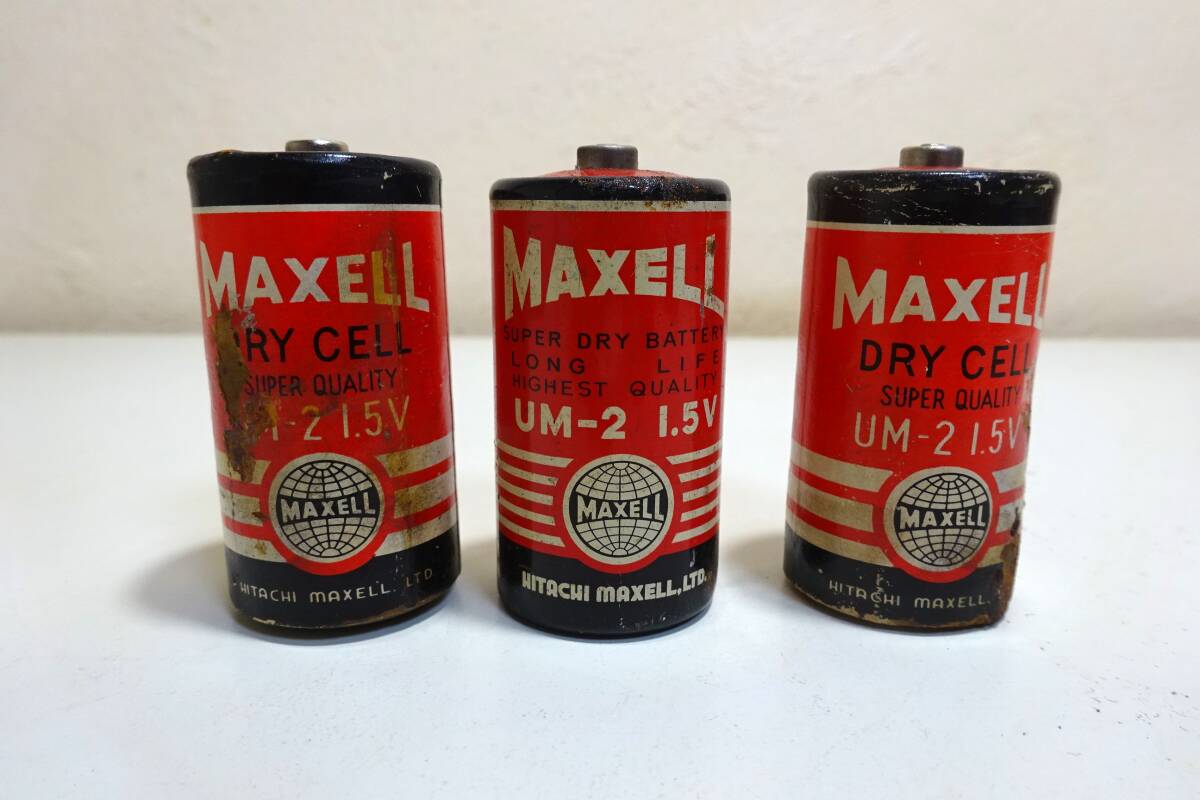 MAXELL
DRY CELL
SUPER QUALITY
UM-2 1.5V
MAXELL
HITACHI MAXELL. LTD
MAXELL
SUPER DRY BATTERY
LONG LIFE
HIGHEST QUALITY
UM-2 1.5V
MAXELL
HITACHI MAXELL, LTD.
MAXELL
DRY CELL
SUPER QUALITY
UM-2 1.5V
MAXELL
HITACHI MAXELL.